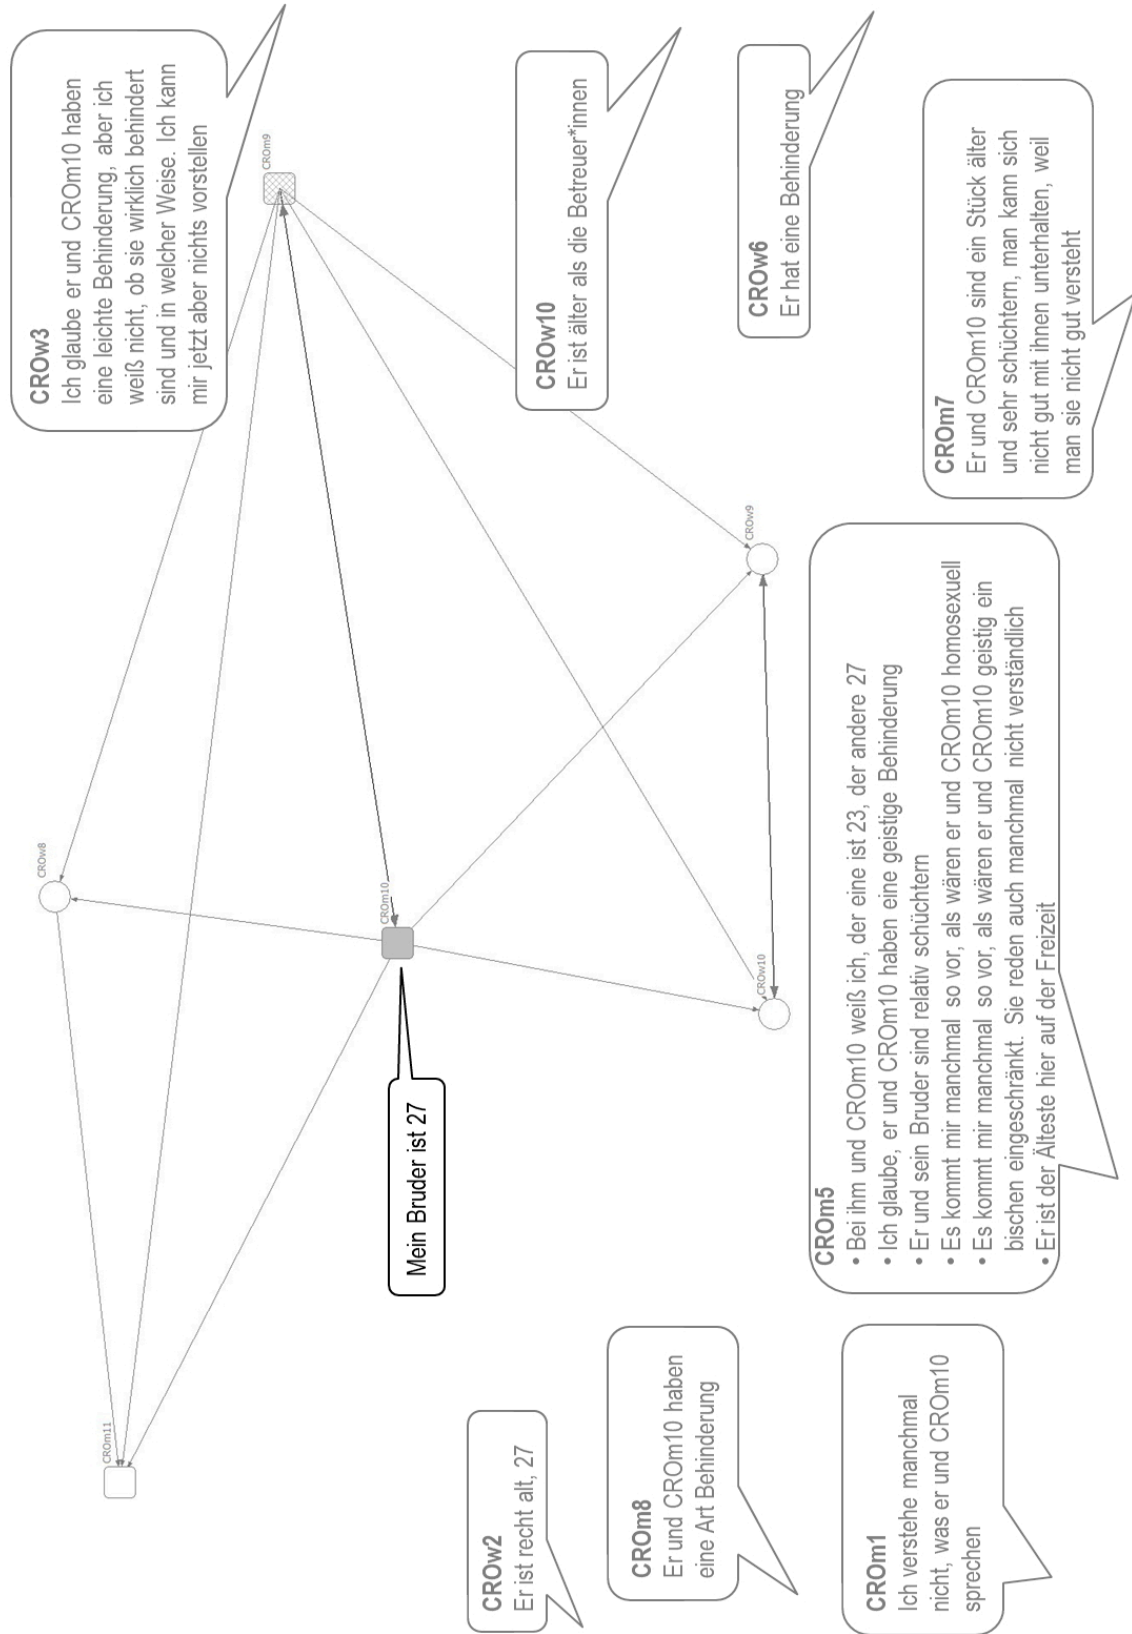 CROw3
Ich glaube er und CROm10 haben
eine leichte Behinderung, aber ich
weiß nicht, ob sie wirklich behindert
sind und in welcher Weise. Ich kann
mir jetzt aber nichts vorstellen
CROm9
CROw10
Er ist älter als die Betreuer*innen
CROw6
Er hat eine Behinderung
CROm7
Er und CROm10 sind ein Stück älter
und sehr schüchtern, man kann sich
nicht gut mit ihnen unterhalten, weil
man sie nicht gut versteht
CROw8
CROm10
CROw9
CROw10
CROm11
Mein Bruder ist 27
CROm5
• Bei ihm und CROm10 weiß ich, der eine ist 23, der andere 27
• Ich glaube, er und CROm10 haben eine geistige Behinderung
• Er und sein Bruder sind relativ schüchtern
• Es kommt mir manchmal so vor, als wären er und CROm10 homosexuell
• Es kommt mir manchmal so vor, als wären er und CROm10 geistig ein
bischen eingeschränkt. Sie reden auch manchmal nicht verständlich
• Er ist der Älteste hier auf der Freizeit
CROw2
Er ist recht alt, 27
CROm8
Er und CROm10 haben
eine Art Behinderung
CROm1
Ich verstehe manchmal
nicht, was er und CROm10
sprechen